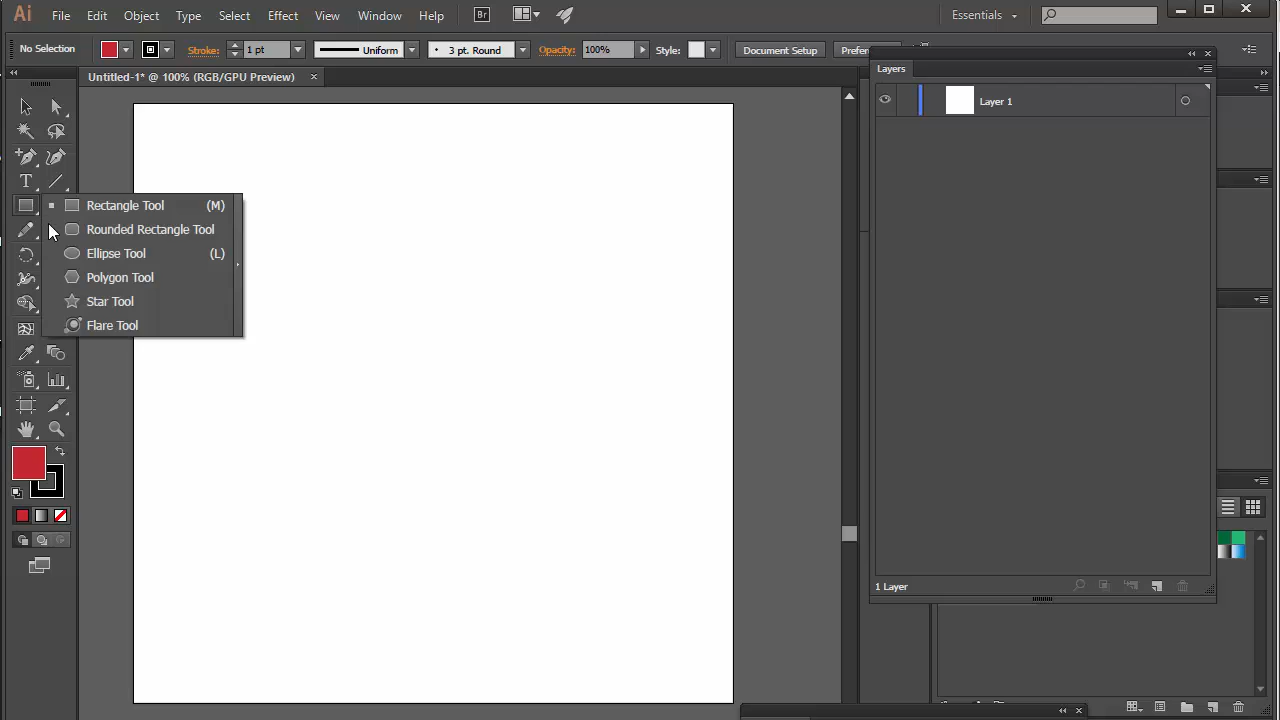 Ai File Edit Object Type Select Effect View Window Help Br Essentials
No Selection Stroke: 1 pt Uniform 3 pt. Round Opacity: 100% Style: Document Setup Prefer
Untitled-1* @ 100% (RGB/GPU Preview)
Layers
Layer 1
Rectangle Tool (M)
Rounded Rectangle Tool
Ellipse Tool (L)
Polygon Tool
Star Tool
Flare Tool
1 Layer